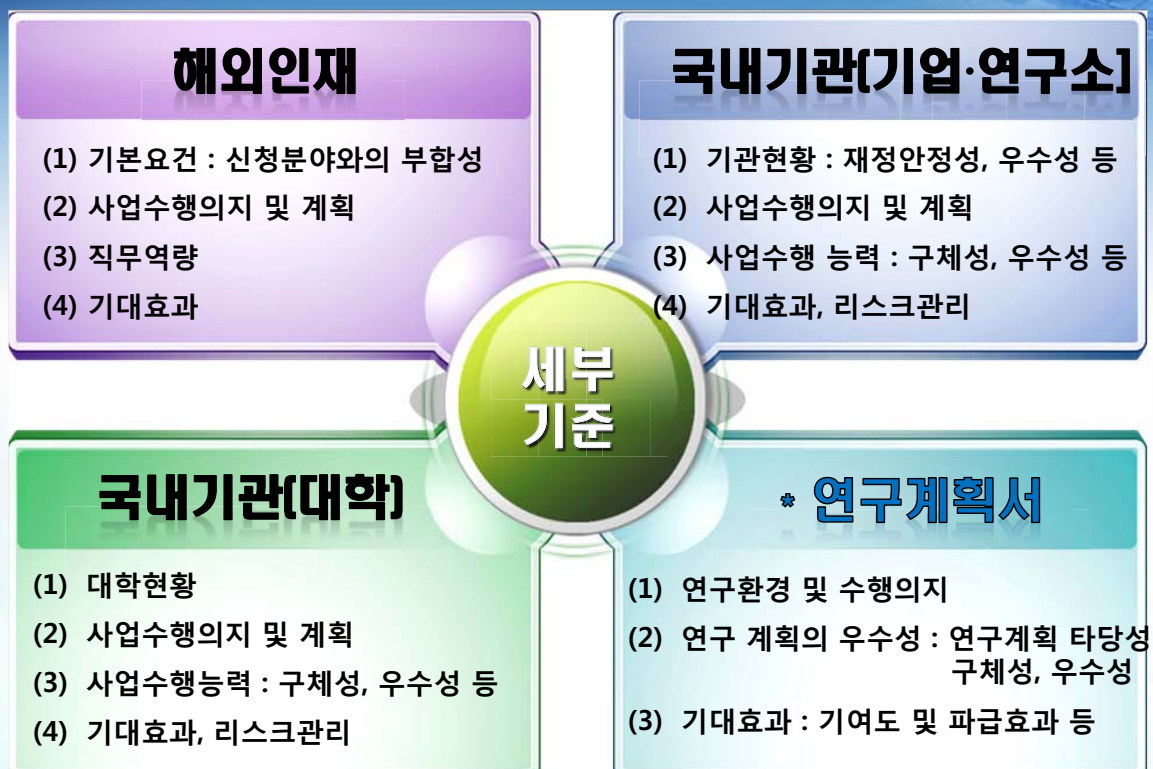 해외인재
(1) 기본요건 : 신청분야와의 부합성
(2) 사업수행의지 및 계획
(3) 직무역량
(4) 기대효과
국내기관[기업·연구소]
(1) 기관현황 : 재정안정성, 우수성 등
(2) 사업수행의지 및 계획
(3) 사업수행 능력 : 구체성, 우수성 등
(4) 기대효과, 리스크관리
세부
기준
국내기관(대학)
(1) 대학현황
(2) 사업수행의지 및 계획
(3) 사업수행능력 : 구체성, 우수성 등
(4) 기대효과, 리스크관리
* 연구계획서
(1) 연구환경 및 수행의지
(2) 연구 계획의 우수성 : 연구계획 타당성
구체성, 우수성
(3) 기대효과 : 기여도 및 파급효과 등